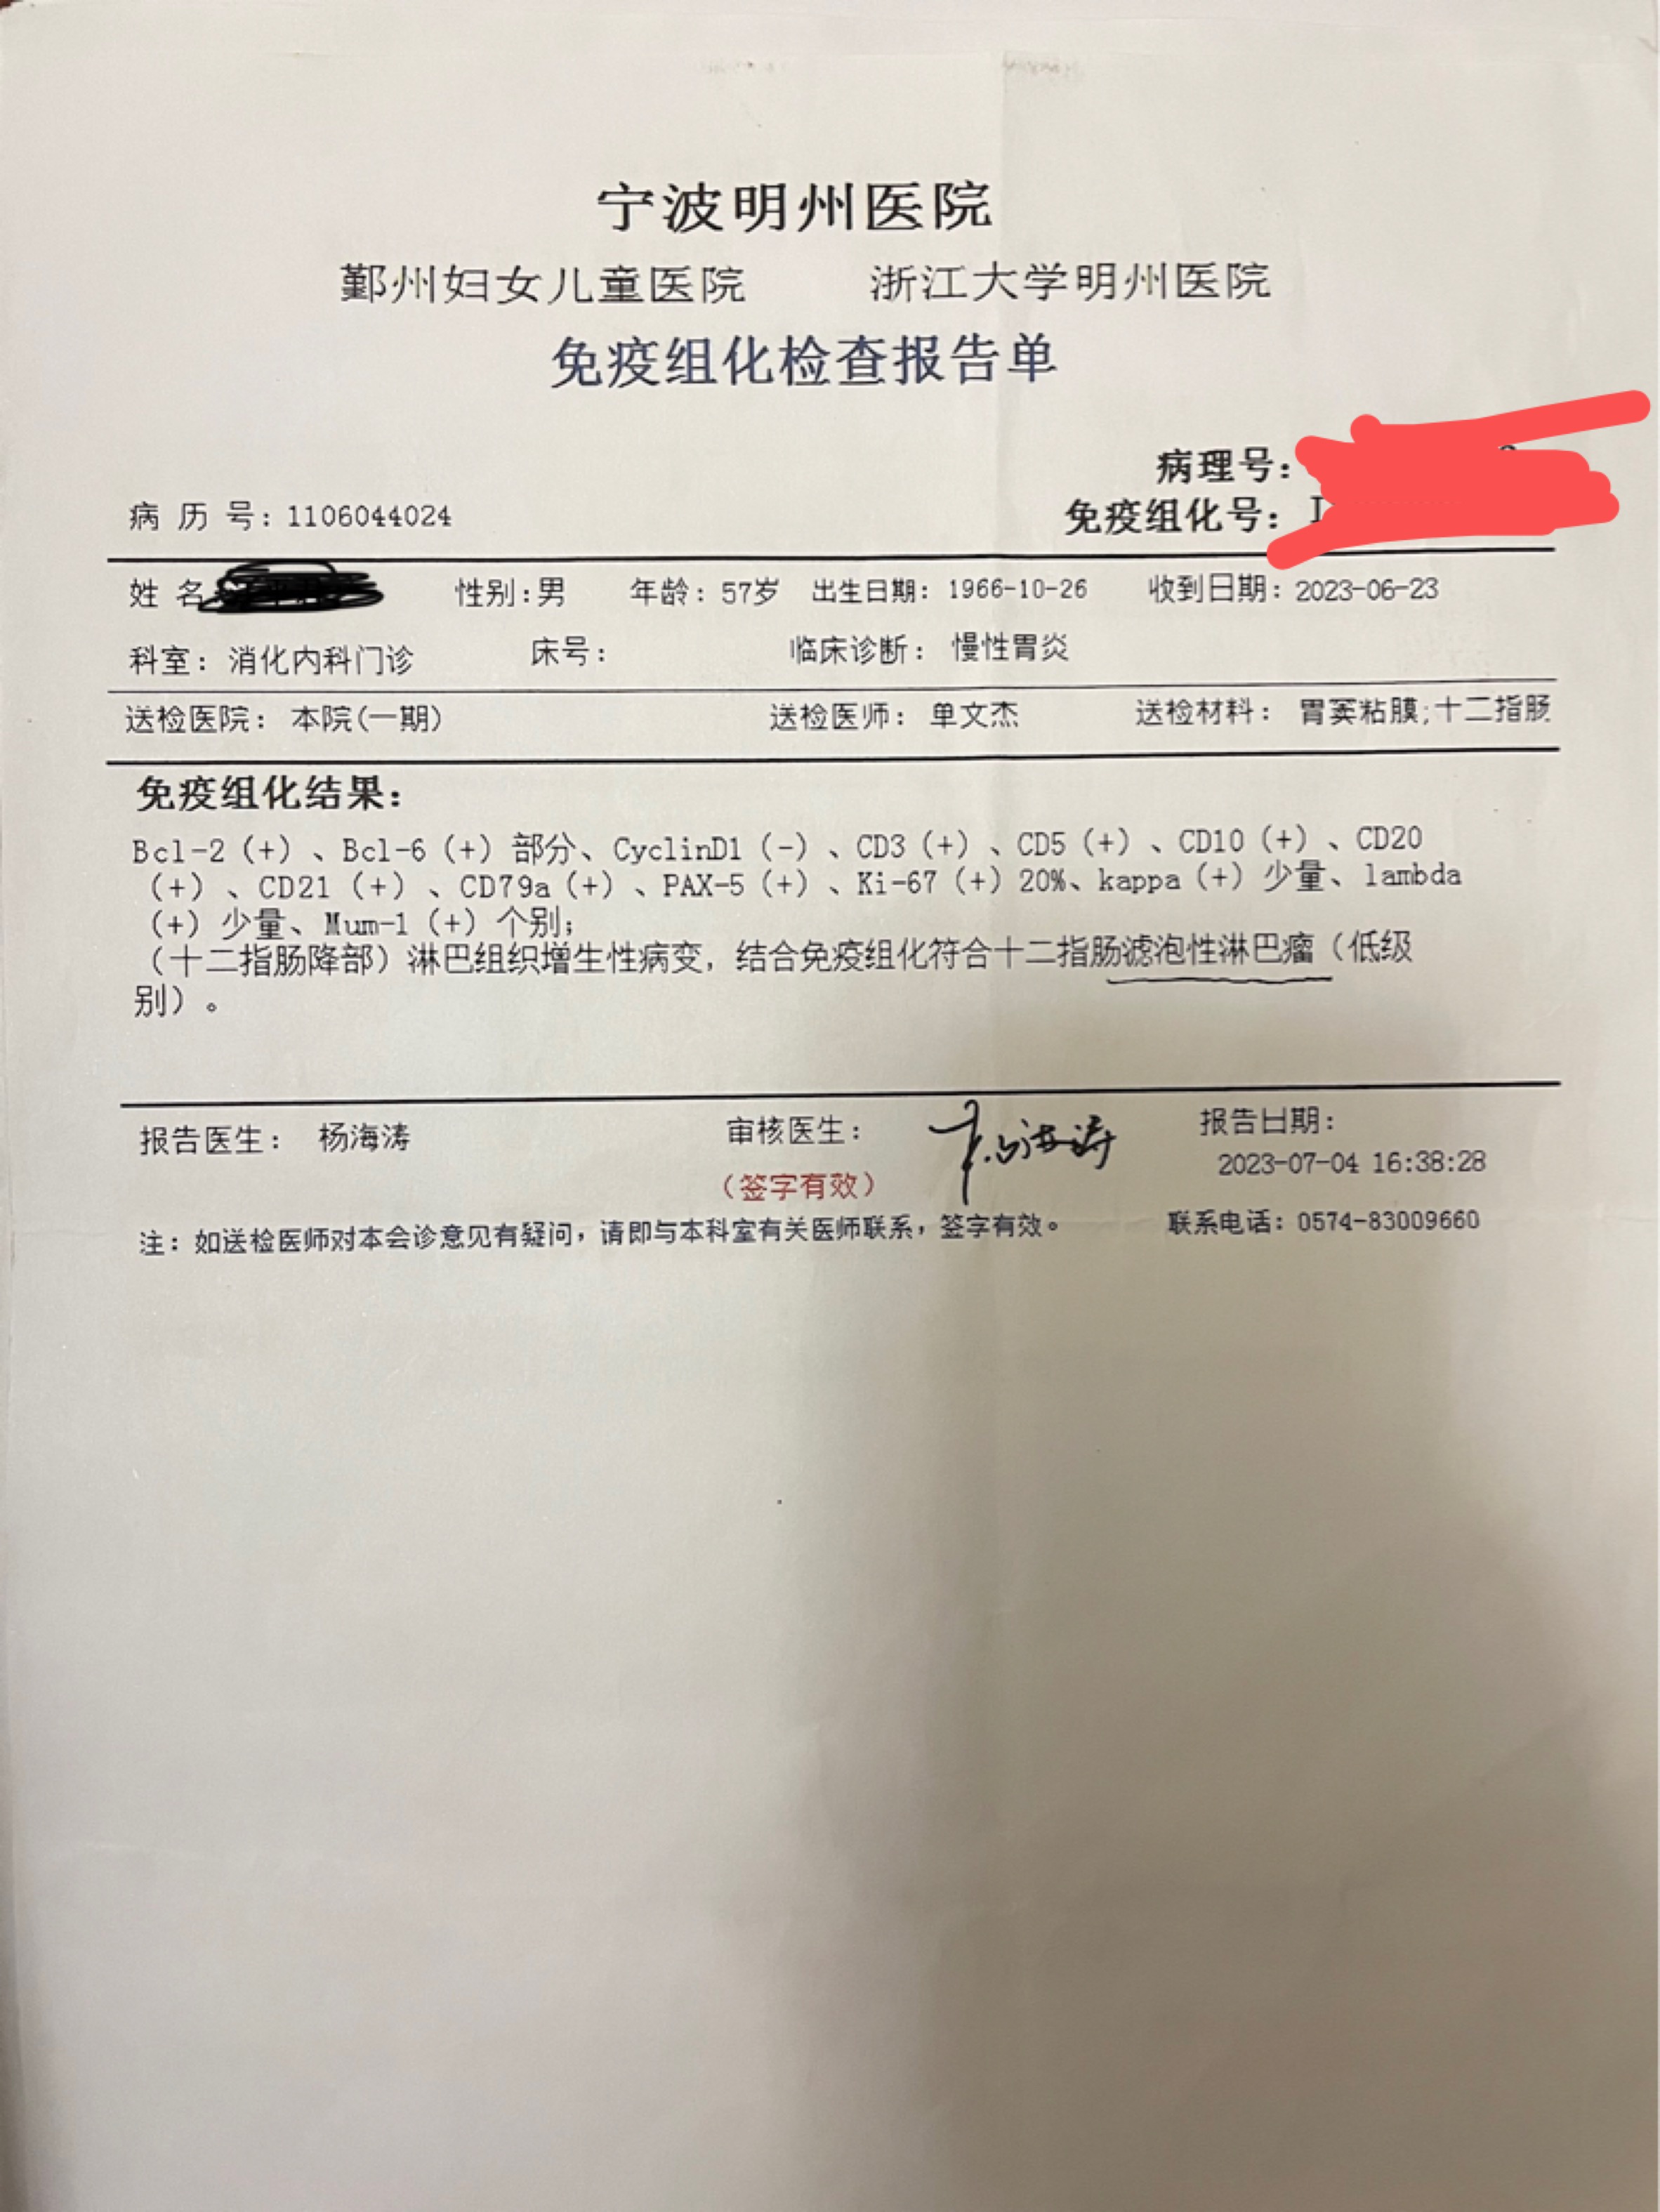 宁波明州医院
鄞州妇女儿童医院 浙江大学明州医院
免疫组化检查报告单
病理号:
病 历 号: 1106044024
免疫组化号: I
姓 名 性别:男 年龄: 57岁 出生日期: 1966-10-26 收到日期: 2023-06-23
科室: 消化内科门诊 床号: 临床诊断: 慢性胃炎
送检医院: 本院(一期) 送检医师: 单文杰 送检材料: 胃窦粘膜;十二指肠
免疫组化结果:
Bcl-2 (+) 、Bcl-6 (+) 部分、CyclinD1 (-) 、CD3 (+) 、CD5 (+) 、CD10 (+) 、CD20
(+) 、CD21 (+) 、CD79a (+) 、PAX-5 (+) 、Ki-67 (+) 20%、kappa (+) 少量、lambda
(+) 少量、Mum-1 (+) 个别;
(十二指肠降部) 淋巴组织增生性病变, 结合免疫组化符合十二指肠滤泡性淋巴瘤 (低级
别) 。
报告医生: 杨海涛 审核医生: 报告日期:
(签字有效) 2023-07-04 16:38:28
注: 如送检医师对本会诊意见有疑问, 请即与本科室有关医师联系, 签字有效。 联系电话: 0574-83009660